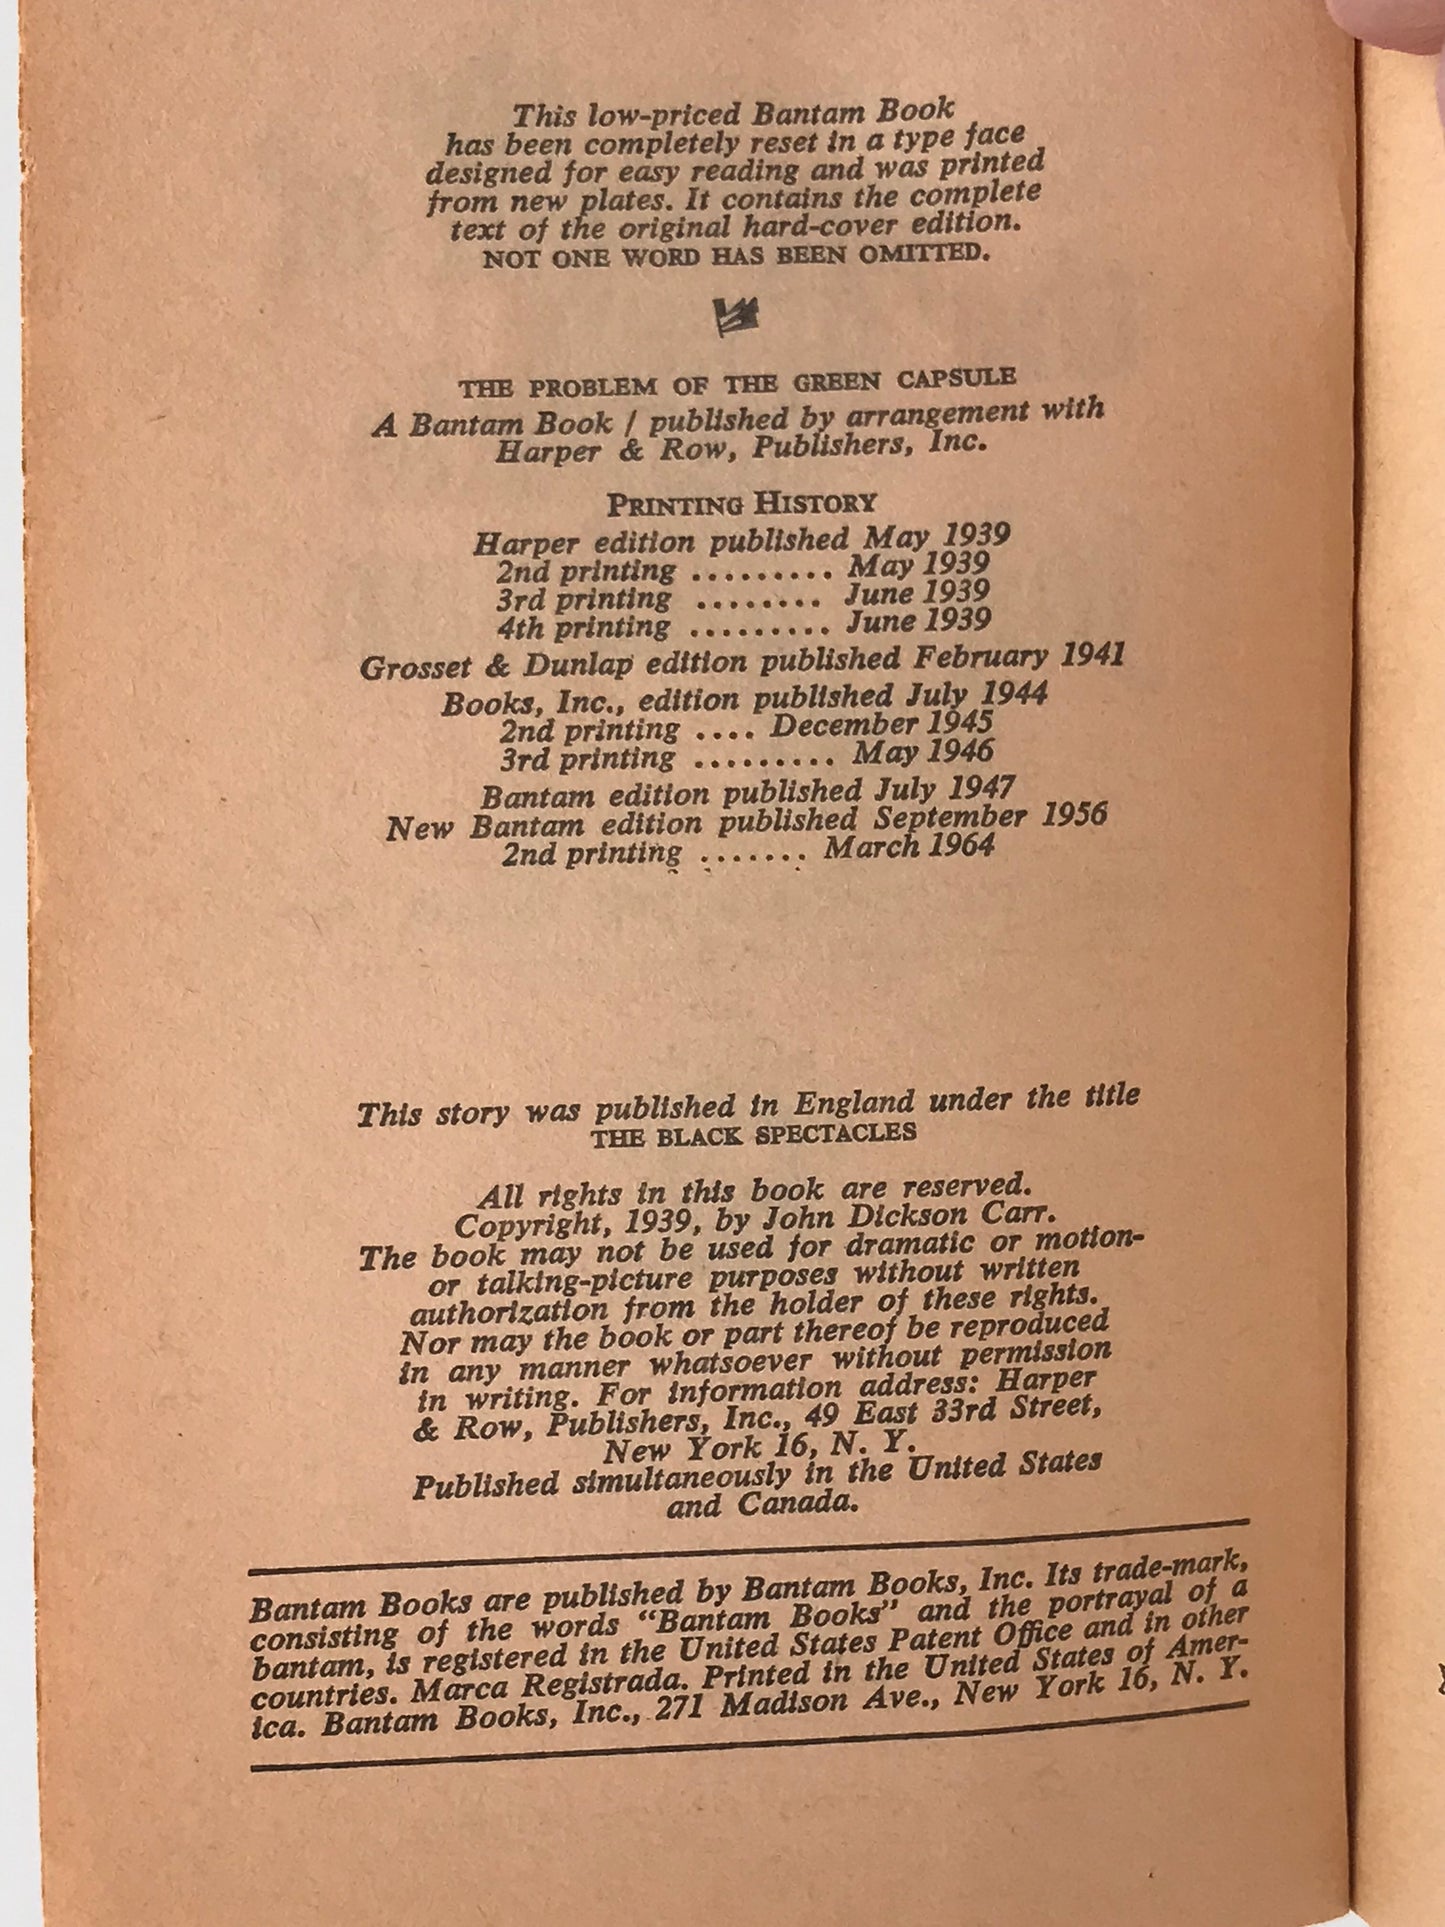 This low-priced Bantam Book
has been completely reset in a type face
designed for easy reading and was printed
from new plates. It contains the complete
text of the original hard-cover edition.
NOT ONE WORD HAS BEEN OMITTED.
THE PROBLEM OF THE GREEN CAPSULE
A Bantam Book / published by arrangement with
Harper & Row, Publishers, Inc.
PRINTING HISTORY
Harper edition published May 1939
2nd printing ......... May 1939
3rd printing ........ June 1939
4th printing ......... June 1939
Grosset & Dunlap edition published February 1941
Books, Inc., edition published July 1944
2nd printing .... December 1945
3rd printing ......... May 1946
Bantam edition published July 1947
New Bantam edition published September 1956
2nd printing ....... March 1964
This story was published in England under the title
THE BLACK SPECTACLES
All rights in this book are reserved.
Copyright, 1939, by John Dickson Carr.
The book may not be used for dramatic or motion-
or talking-picture purposes without written
authorization from the holder of these rights.
Nor may the book or part thereof be reproduced
in any manner whatsoever without permission
in writing. For information address: Harper
& Row, Publishers, Inc., 49 East 33rd Street,
New York 16, N. Y.
Published simultaneously in the United States
and Canada.
Bantam Books are published by Bantam Books, Inc. Its trade-mark,
consisting of the words "Bantam Books" and the portrayal of a
bantam, is registered in the United States Patent Office and in other
countries. Marca Registrada. Printed in the United States of Amer-
ica. Bantam Books, Inc., 271 Madison Ave., New York 16, N. Y.